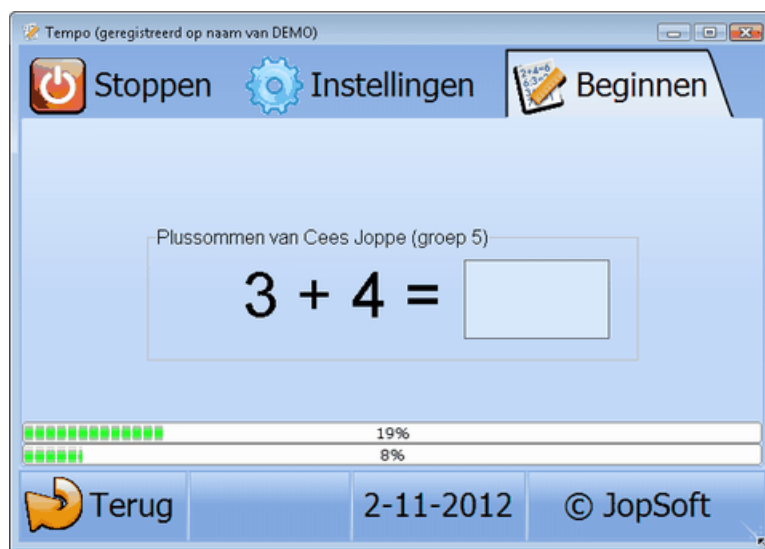 Tempo (geregistreerd op naam van DEMO)
Stoppen Instellingen Beginnen
Plussommen van Cees Joppe (groep 5)
3 + 4 =
19%
8%
Terug 2-11-2012 © JopSoft